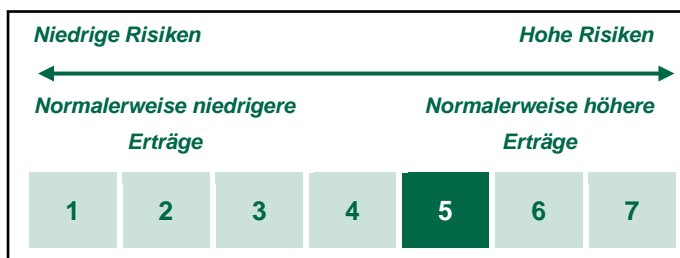 Niedrige Risiken Hohe Risiken
Normalerweise niedrigere Normalerweise höhere
Erträge Erträge
1 2 3 4 5 6 7